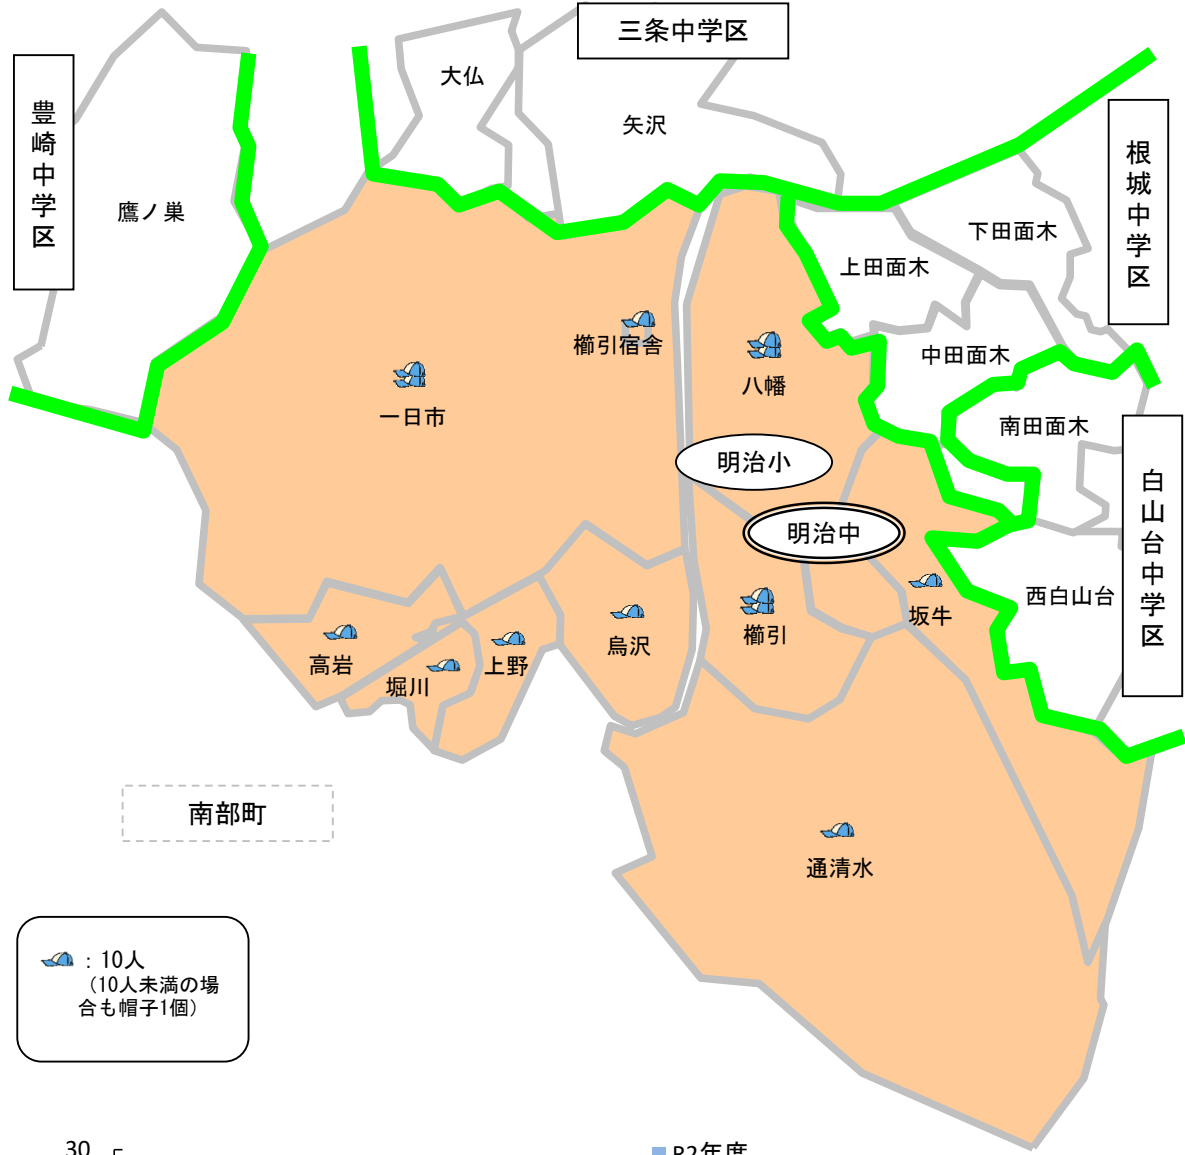 三条中学区
大仏
豊崎中学区
矢沢
根城中学区
鷹ノ巣
下田面木
上田面木
櫛引宿舎
中田面木
八幡
一日市
南田面木
明治小
白山台中学区
明治中
西白山台
坂牛
櫛引
烏沢
高岩
上野
堀川
南部町
通清水
：10人
（10人未満の場
合も帽子1個）
30
R2年度